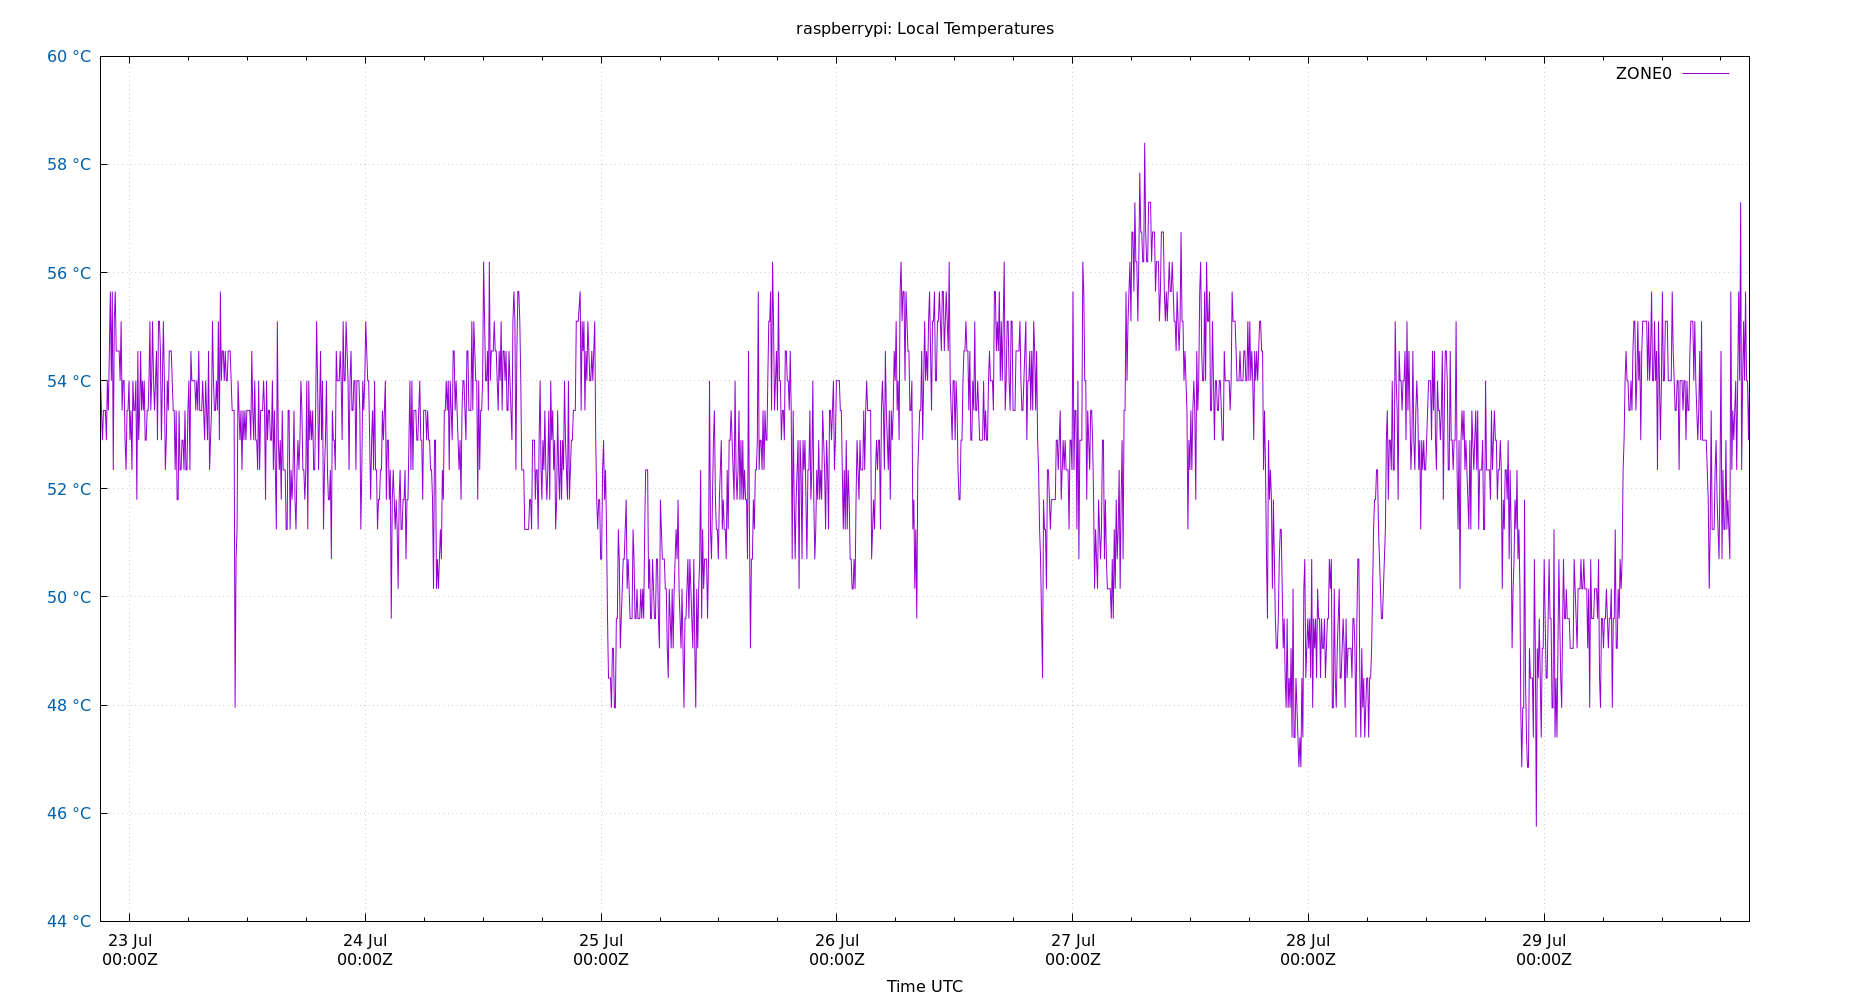 raspberrypi: Local Temperatures
ZONE0
60 °C
58 °C
56 °C
54 °C
52 °C
50 °C
48 °C
46 °C
44 °C
23 Jul
00:00Z
24 Jul
00:00Z
25 Jul
00:00Z
26 Jul
00:00Z
27 Jul
00:00Z
28 Jul
00:00Z
29 Jul
00:00Z
Time UTC